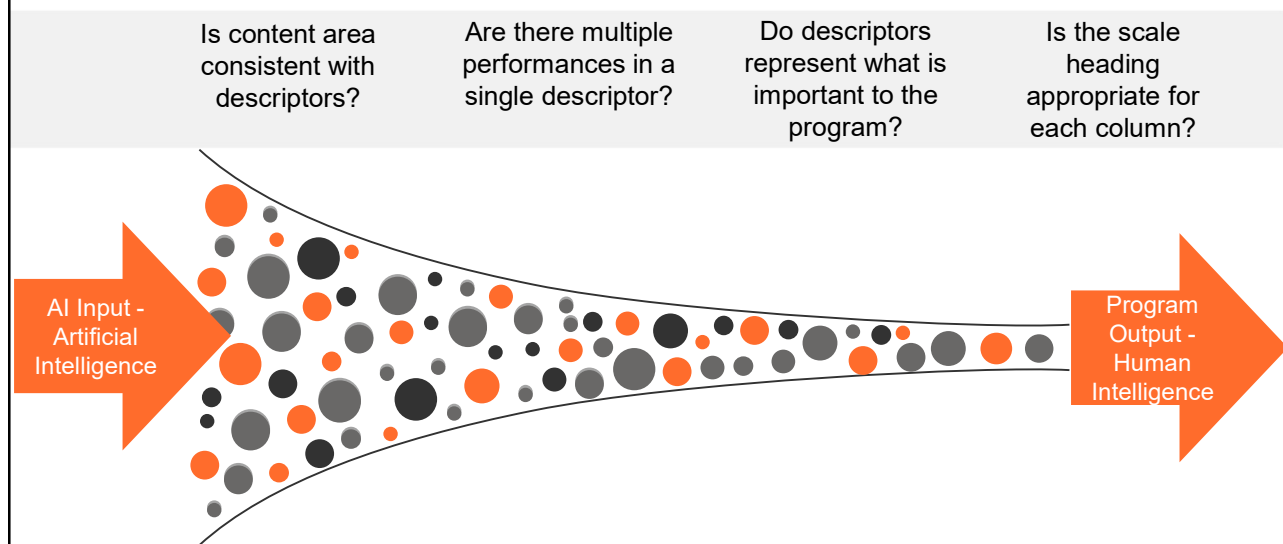 Is content area
consistent with
descriptors?
Are there multiple
performances in a
single descriptor?
Do descriptors
represent what is
important to the
program?
Is the scale
heading
appropriate for
each column?
AI Input -
Artificial
Intelligence
Program
Output -
Human
Intelligence